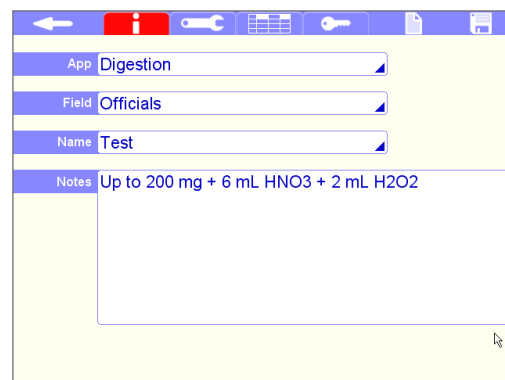 App Digestion
Field Officials
Name Test
Notes Up to 200 mg + 6 mL HNO3 + 2 mL H2O2